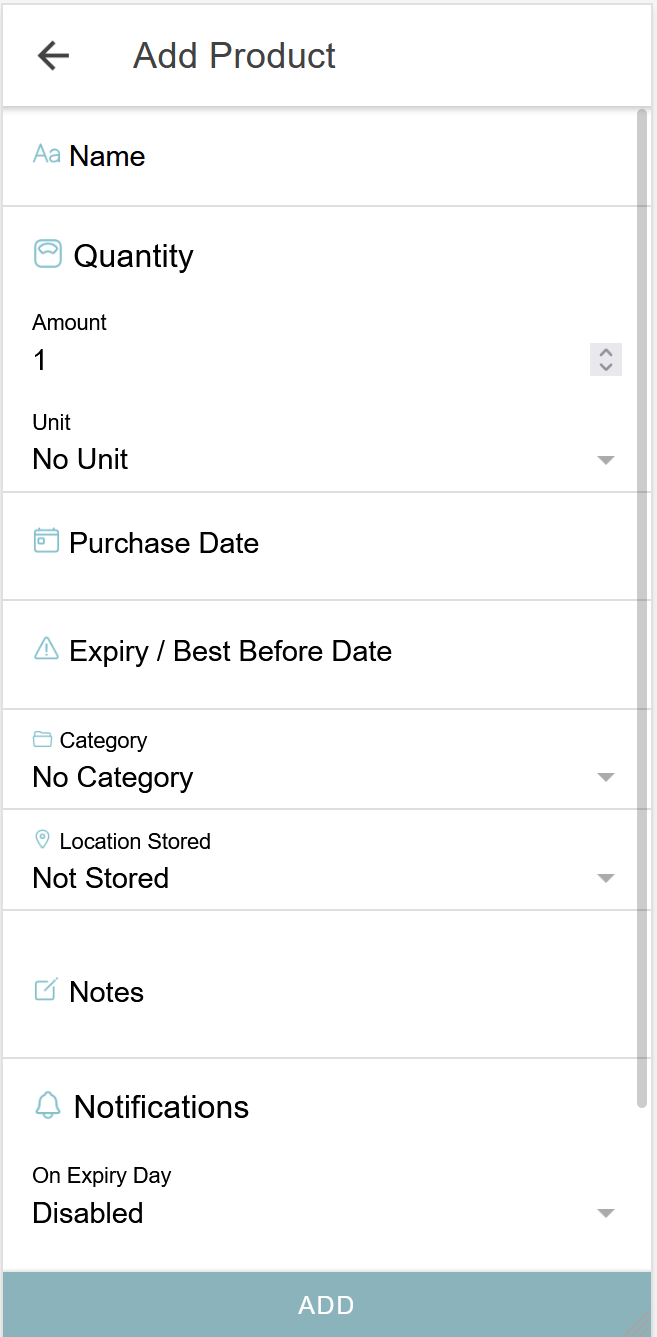 Add Product
Aa Name
Quantity
Amount
1
Unit
No Unit
Purchase Date
Expiry / Best Before Date
Category
No Category
Location Stored
Not Stored
Notes
Notifications
On Expiry Day
Disabled
ADD